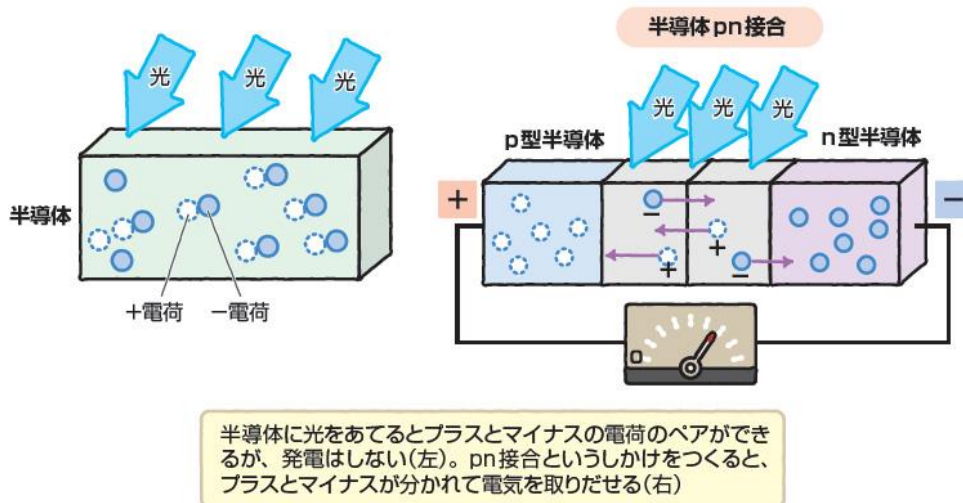 半導体pn接合
光
光
光
光
光
光
p型半導体
n型半導体
半導体
+
−
−
+
+
−
+電荷
−電荷
0
半導体に光をあてるとプラスとマイナスの電荷のペアができ
るが、発電はしない(左)。pn接合というしかけをつくると、
プラスとマイナスが分かれて電気を取りだせる(右)